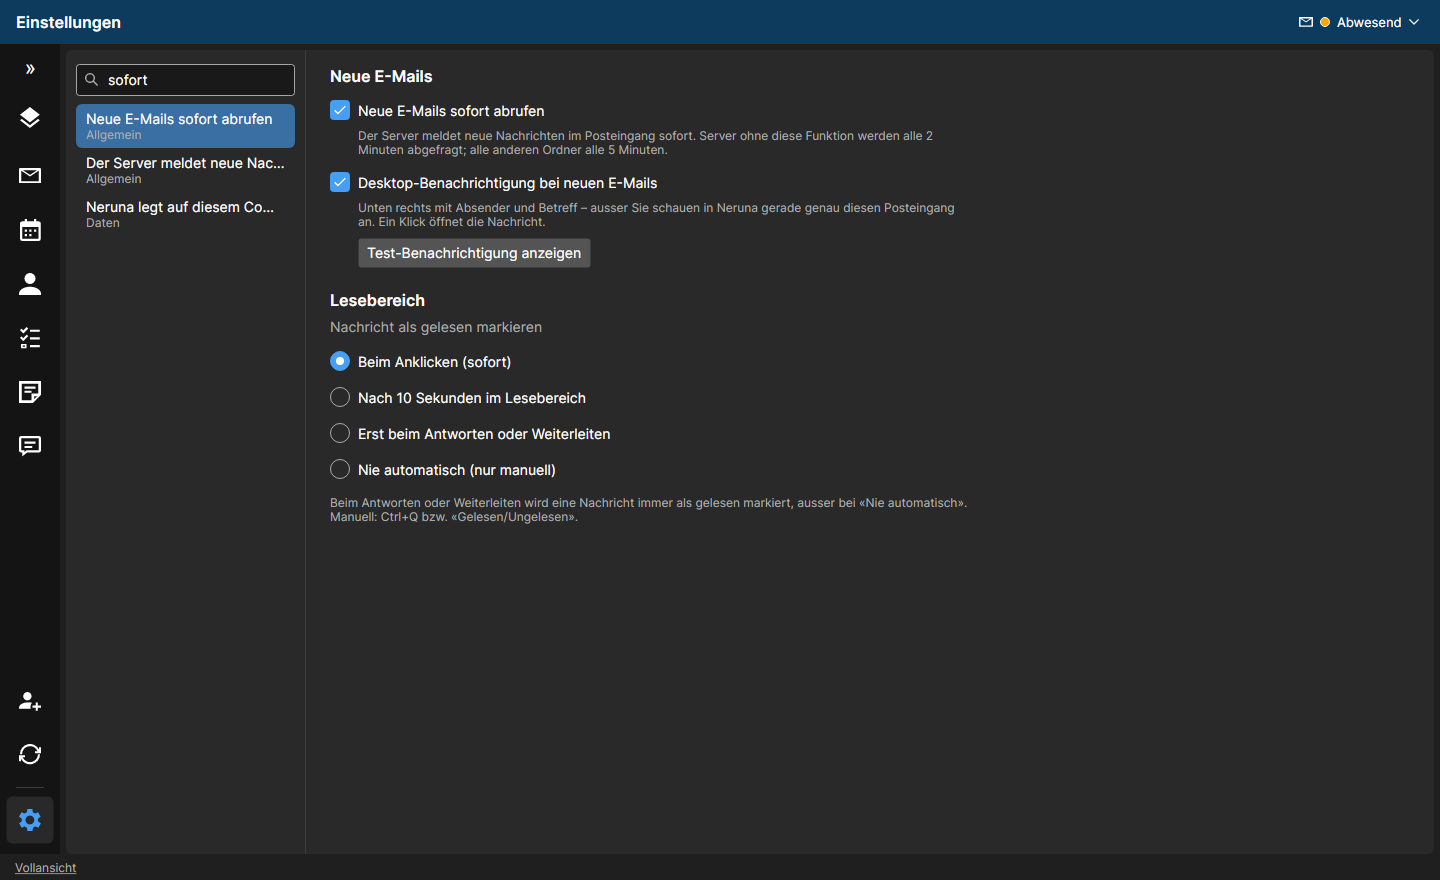 Einstellungen
Abwesend
sofort
Neue E-Mails sofort abrufen
Allgemein
Der Server meldet neue Nac...
Allgemein
Neruna legt auf diesem Co...
Daten
Neue E-Mails
Neue E-Mails sofort abrufen
Der Server meldet neue Nachrichten im Posteingang sofort. Server ohne diese Funktion werden alle 2
Minuten abgefragt; alle anderen Ordner alle 5 Minuten.
Desktop-Benachrichtigung bei neuen E-Mails
Unten rechts mit Absender und Betreff – ausser Sie schauen in Neruna gerade genau diesen Posteingang
an. Ein Klick öffnet die Nachricht.
Test-Benachrichtigung anzeigen
Lesebereich
Nachricht als gelesen markieren
Beim Anklicken (sofort)
Nach 10 Sekunden im Lesebereich
Erst beim Antworten oder Weiterleiten
Nie automatisch (nur manuell)
Beim Antworten oder Weiterleiten wird eine Nachricht immer als gelesen markiert, ausser bei «Nie automatisch».
Manuell: Ctrl+Q bzw. «Gelesen/Ungelesen».
Vollansicht